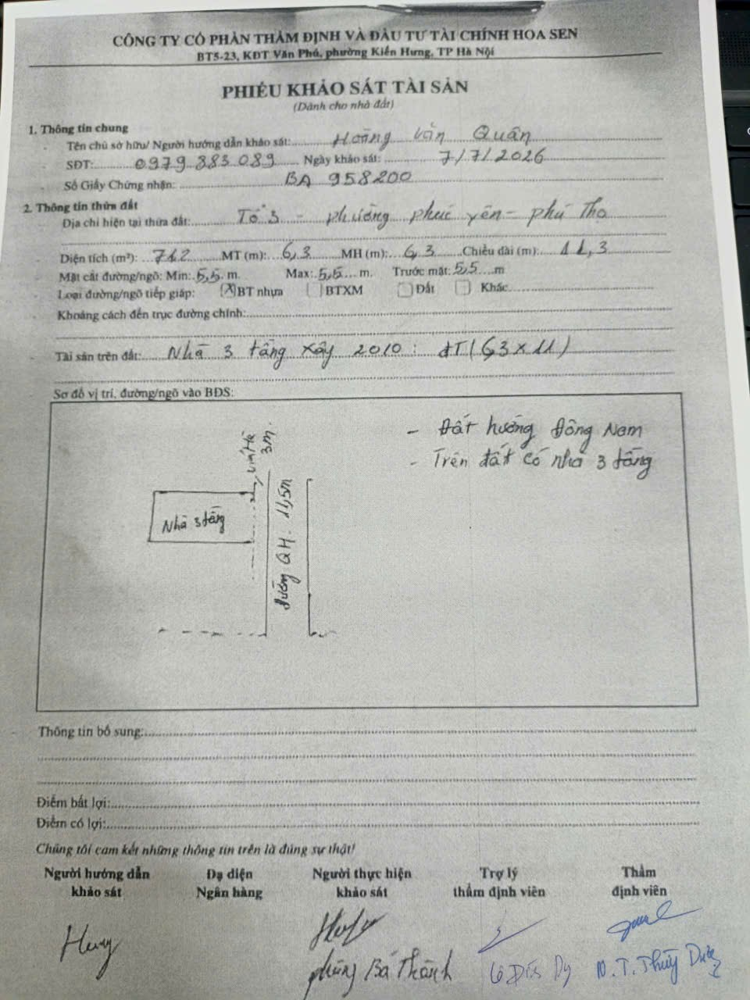 CÔNG TY CỔ PHẦN THẨM ĐỊNH VÀ ĐẦU TƯ TÀI CHÍNH HOA SEN
BT5-23, KĐT Văn Phú, phường Kiến Hưng, TP Hà Nội
PHIẾU KHẢO SÁT TÀI SẢN
(Dành cho nhà đất)
1. Thông tin chung
- Tên chủ sở hữu/ Người hướng dẫn khảo sát: Hoàng Văn Quân
- SĐT: 0979 383 089 Ngày khảo sát: 7/7/2026
- Số Giấy Chứng nhận: BA 958200
2. Thông tin thửa đất
- Địa chỉ hiện tại thửa đất: Tổ 3 - phường phúc yên - phú Thọ
- Diện tích (m²): 71.2 MT (m): 6,3 MH (m): 6,3 Chiều dài (m): 11,3
- Mặt cắt đường/ngõ: Min: 5,5 m. Max: 5,5 m. Trước mặt: 5,5 m
- Loại đường/ngõ tiếp giáp: [X] BT nhựa [ ] BTXM [ ] Đất [ ] Khác
- Khoảng cách đến trục đường chính:
- Tài sản trên đất: Nhà 3 tầng xây 2010: dT (6,3 x 11)
Sơ đồ vị trí, đường/ngõ vào BĐS:
- Đất hướng Đông Nam
- Trên đất có nhà 3 tầng
vỉa Hè 3m.
Nhà 3 tầng
đường QH. 11,5m
- Thông tin bổ sung:
Điểm bất lợi:
Điểm có lợi:
Chúng tôi cam kết những thông tin trên là đúng sự thật!
Người hướng dẫn khảo sát Đạ diện Ngân hàng Người thực hiện khảo sát Trợ lý thẩm định viên Thẩm định viên
phùng Bá Thành N.T. Thùy